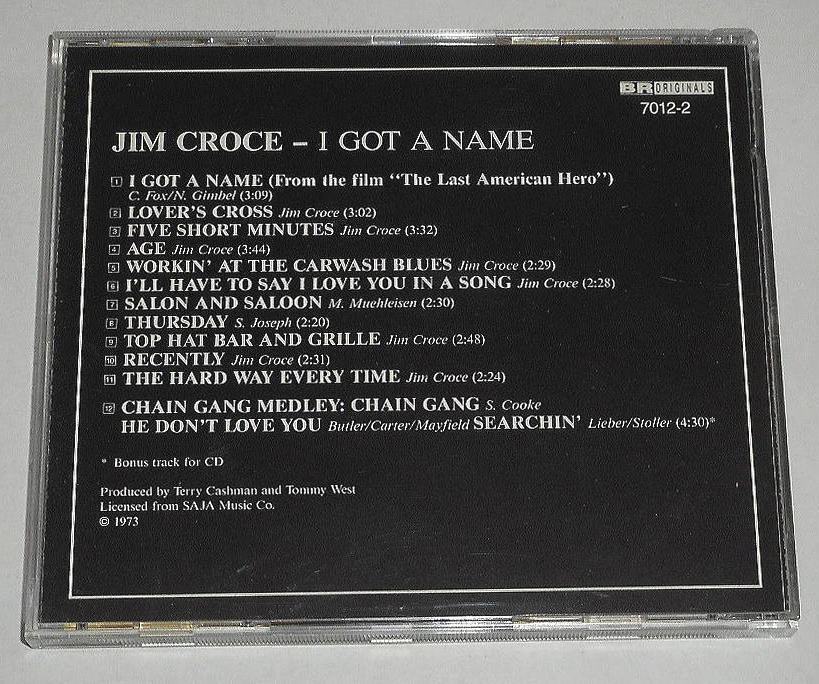 BR ORIGINALS
7012-2
JIM CROCE – I GOT A NAME
1 I GOT A NAME (From the film "The Last American Hero")
C. Fox/N. Gimbel (3:09)
2 LOVER'S CROSS Jim Croce (3:02)
3 FIVE SHORT MINUTES Jim Croce (3:32)
4 AGE Jim Croce (3:44)
5 WORKIN' AT THE CARWASH BLUES Jim Croce (2:29)
6 I'LL HAVE TO SAY I LOVE YOU IN A SONG Jim Croce (2:28)
7 SALON AND SALOON M. Muehleisen (2:30)
8 THURSDAY S. Joseph (2:20)
9 TOP HAT BAR AND GRILLE Jim Croce (2:48)
10 RECENTLY Jim Croce (2:31)
11 THE HARD WAY EVERY TIME Jim Croce (2:24)
12 CHAIN GANG MEDLEY: CHAIN GANG S. Cooke
HE DON'T LOVE YOU Butler/Carter/Mayfield SEARCHIN' Lieber/Stoller (4:30)*
* Bonus track for CD
Produced by Terry Cashman and Tommy West
Licensed from SAJA Music Co.
© 1973